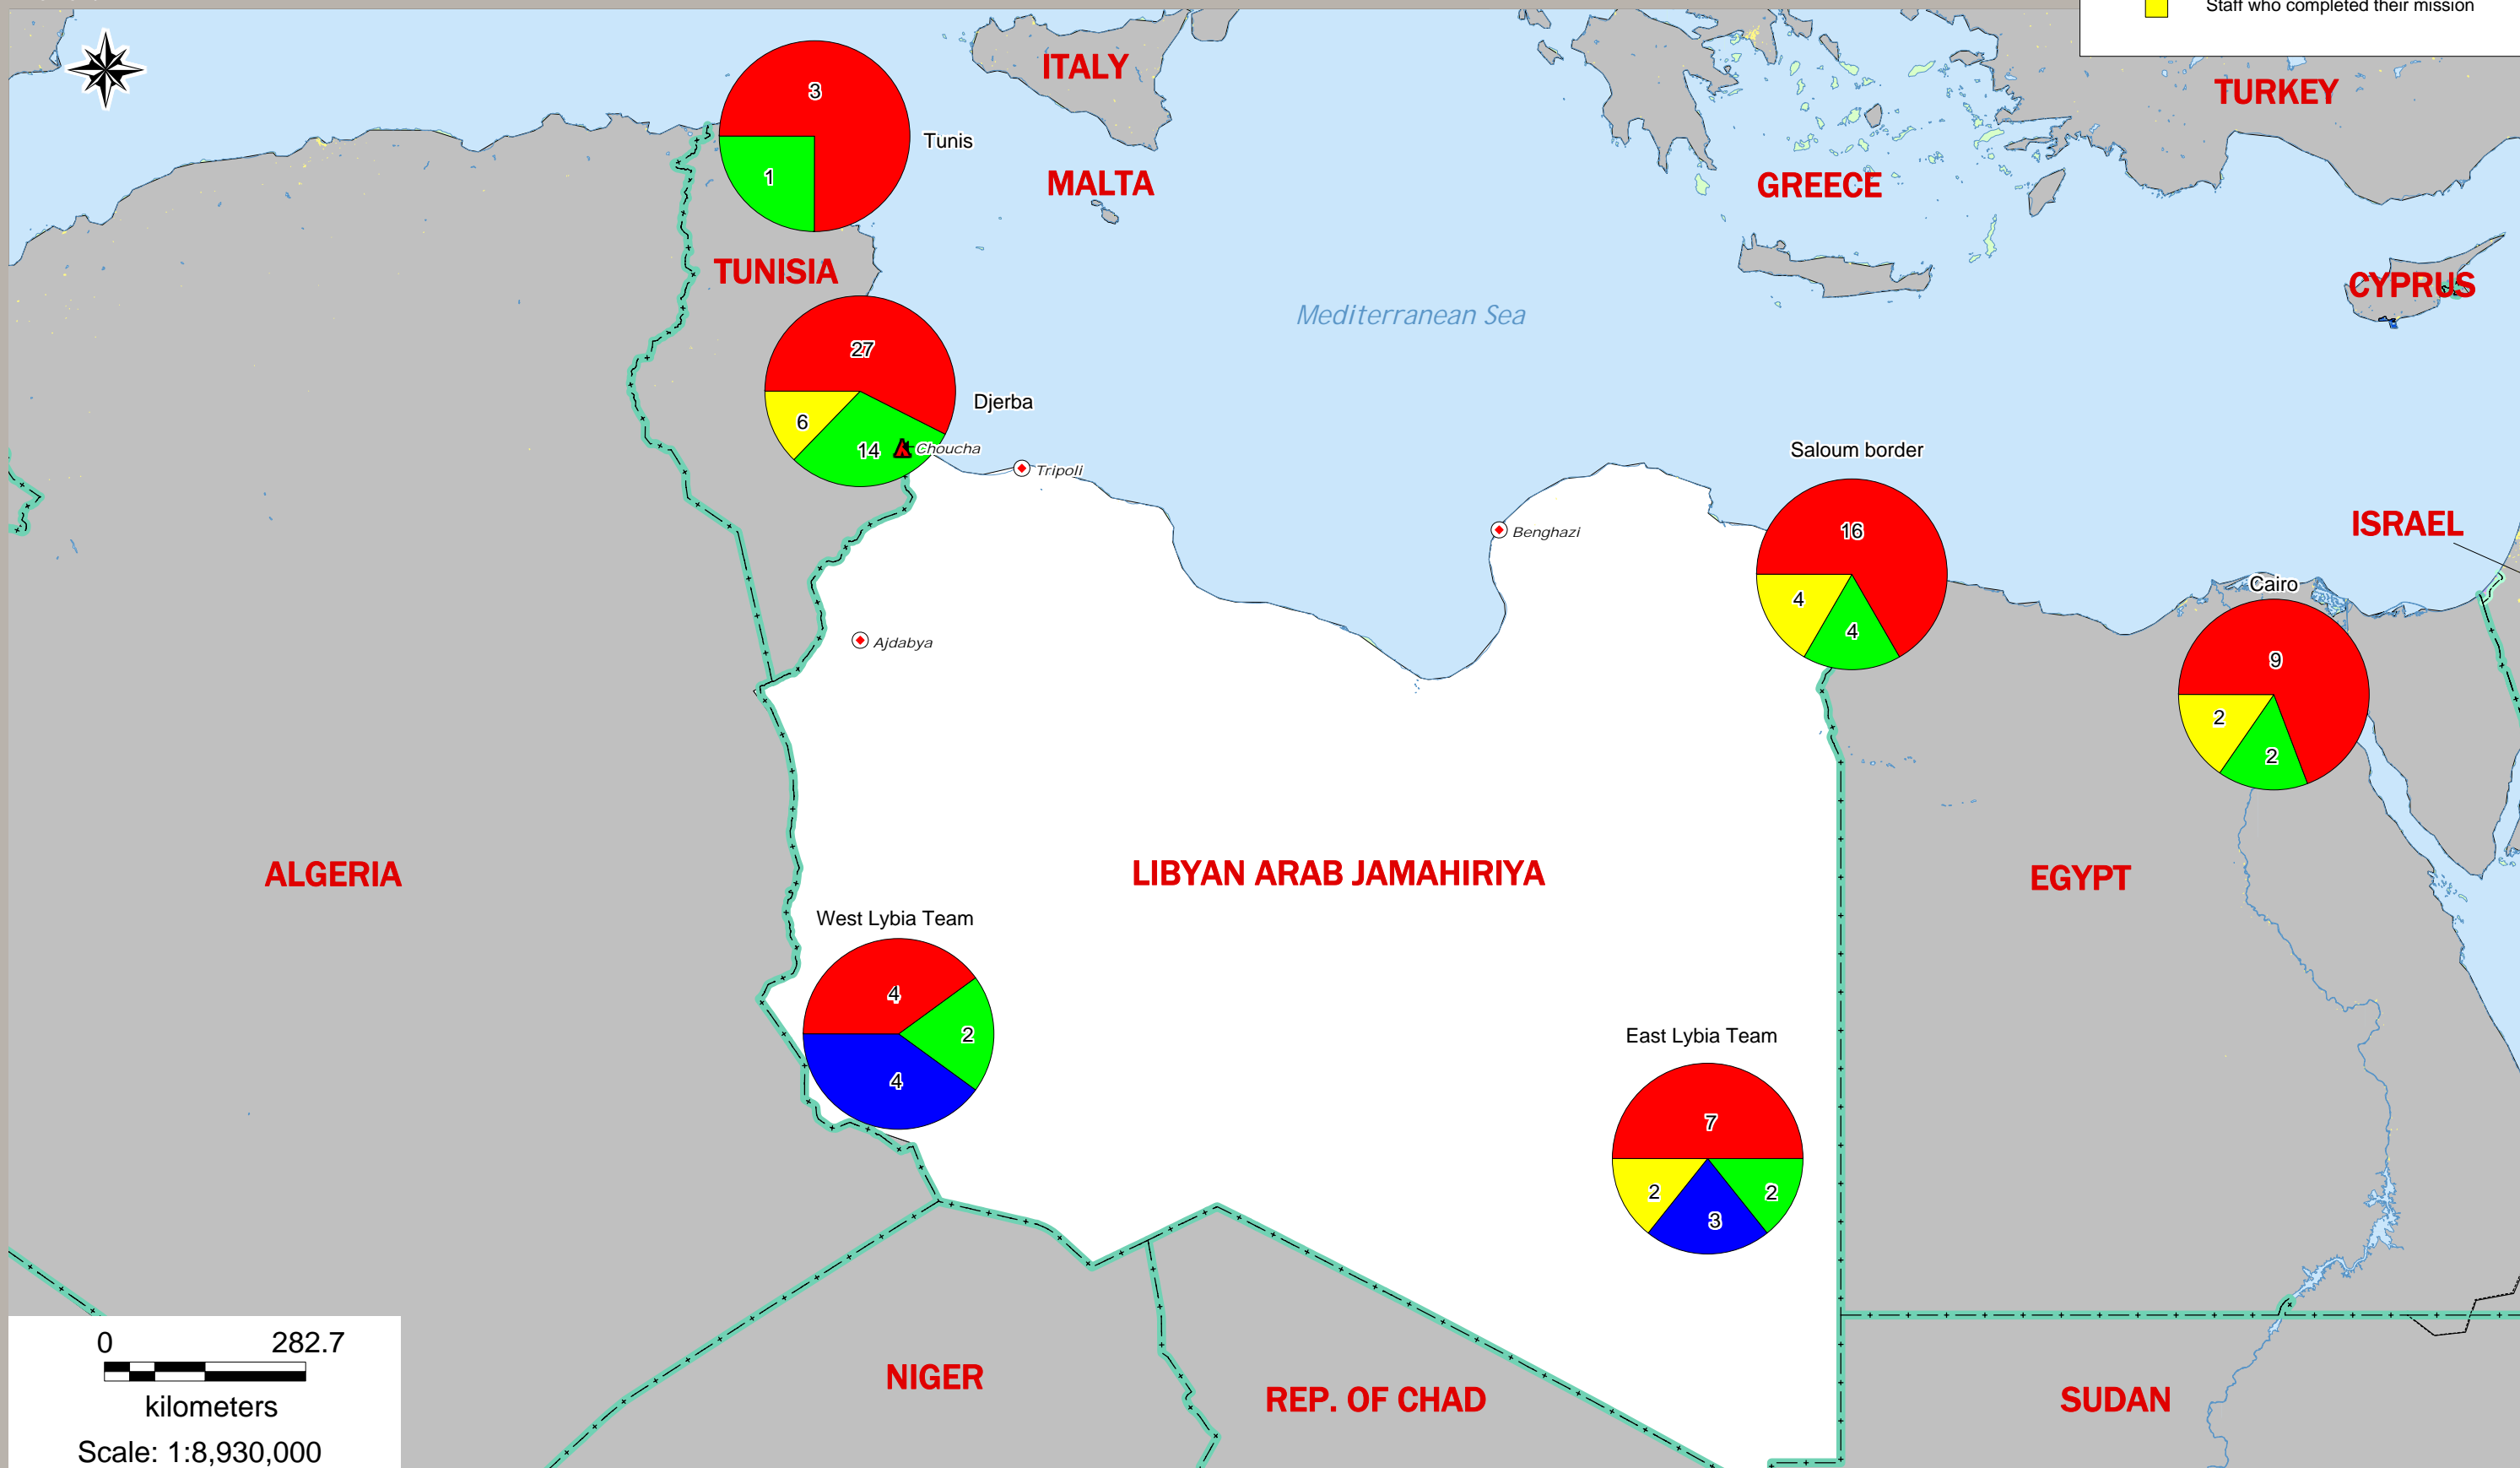 Staff who completed their mission
ITALY
TURKEY
3
Tunis
1
MALTA
GREECE
TUNISIA
CYPRUS
Mediterranean Sea
27
Djerba
6
14
Choucha
Tripoli
Saloum border
16
Benghazi
ISRAEL
Cairo
4
4
Ajdabya
9
2
2
ALGERIA
LIBYAN ARAB JAMAHIRIYA
EGYPT
West Lybia Team
4
2
4
East Lybia Team
7
2
2
3
0 282.7
kilometers
Scale: 1:8,930,000
NIGER
REP. OF CHAD
SUDAN